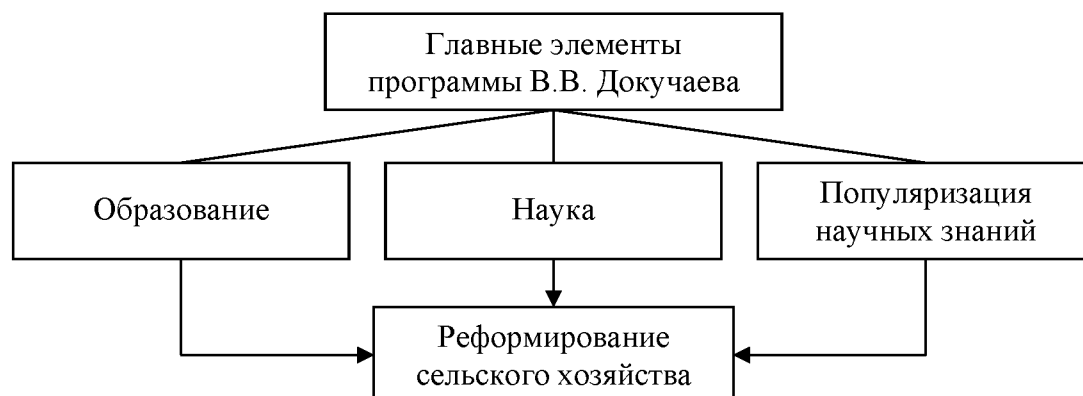 Главные элементы
программы В.В. Докучаева
Образование
Наука
Популяризация
научных знаний
Реформирование
сельского хозяйства